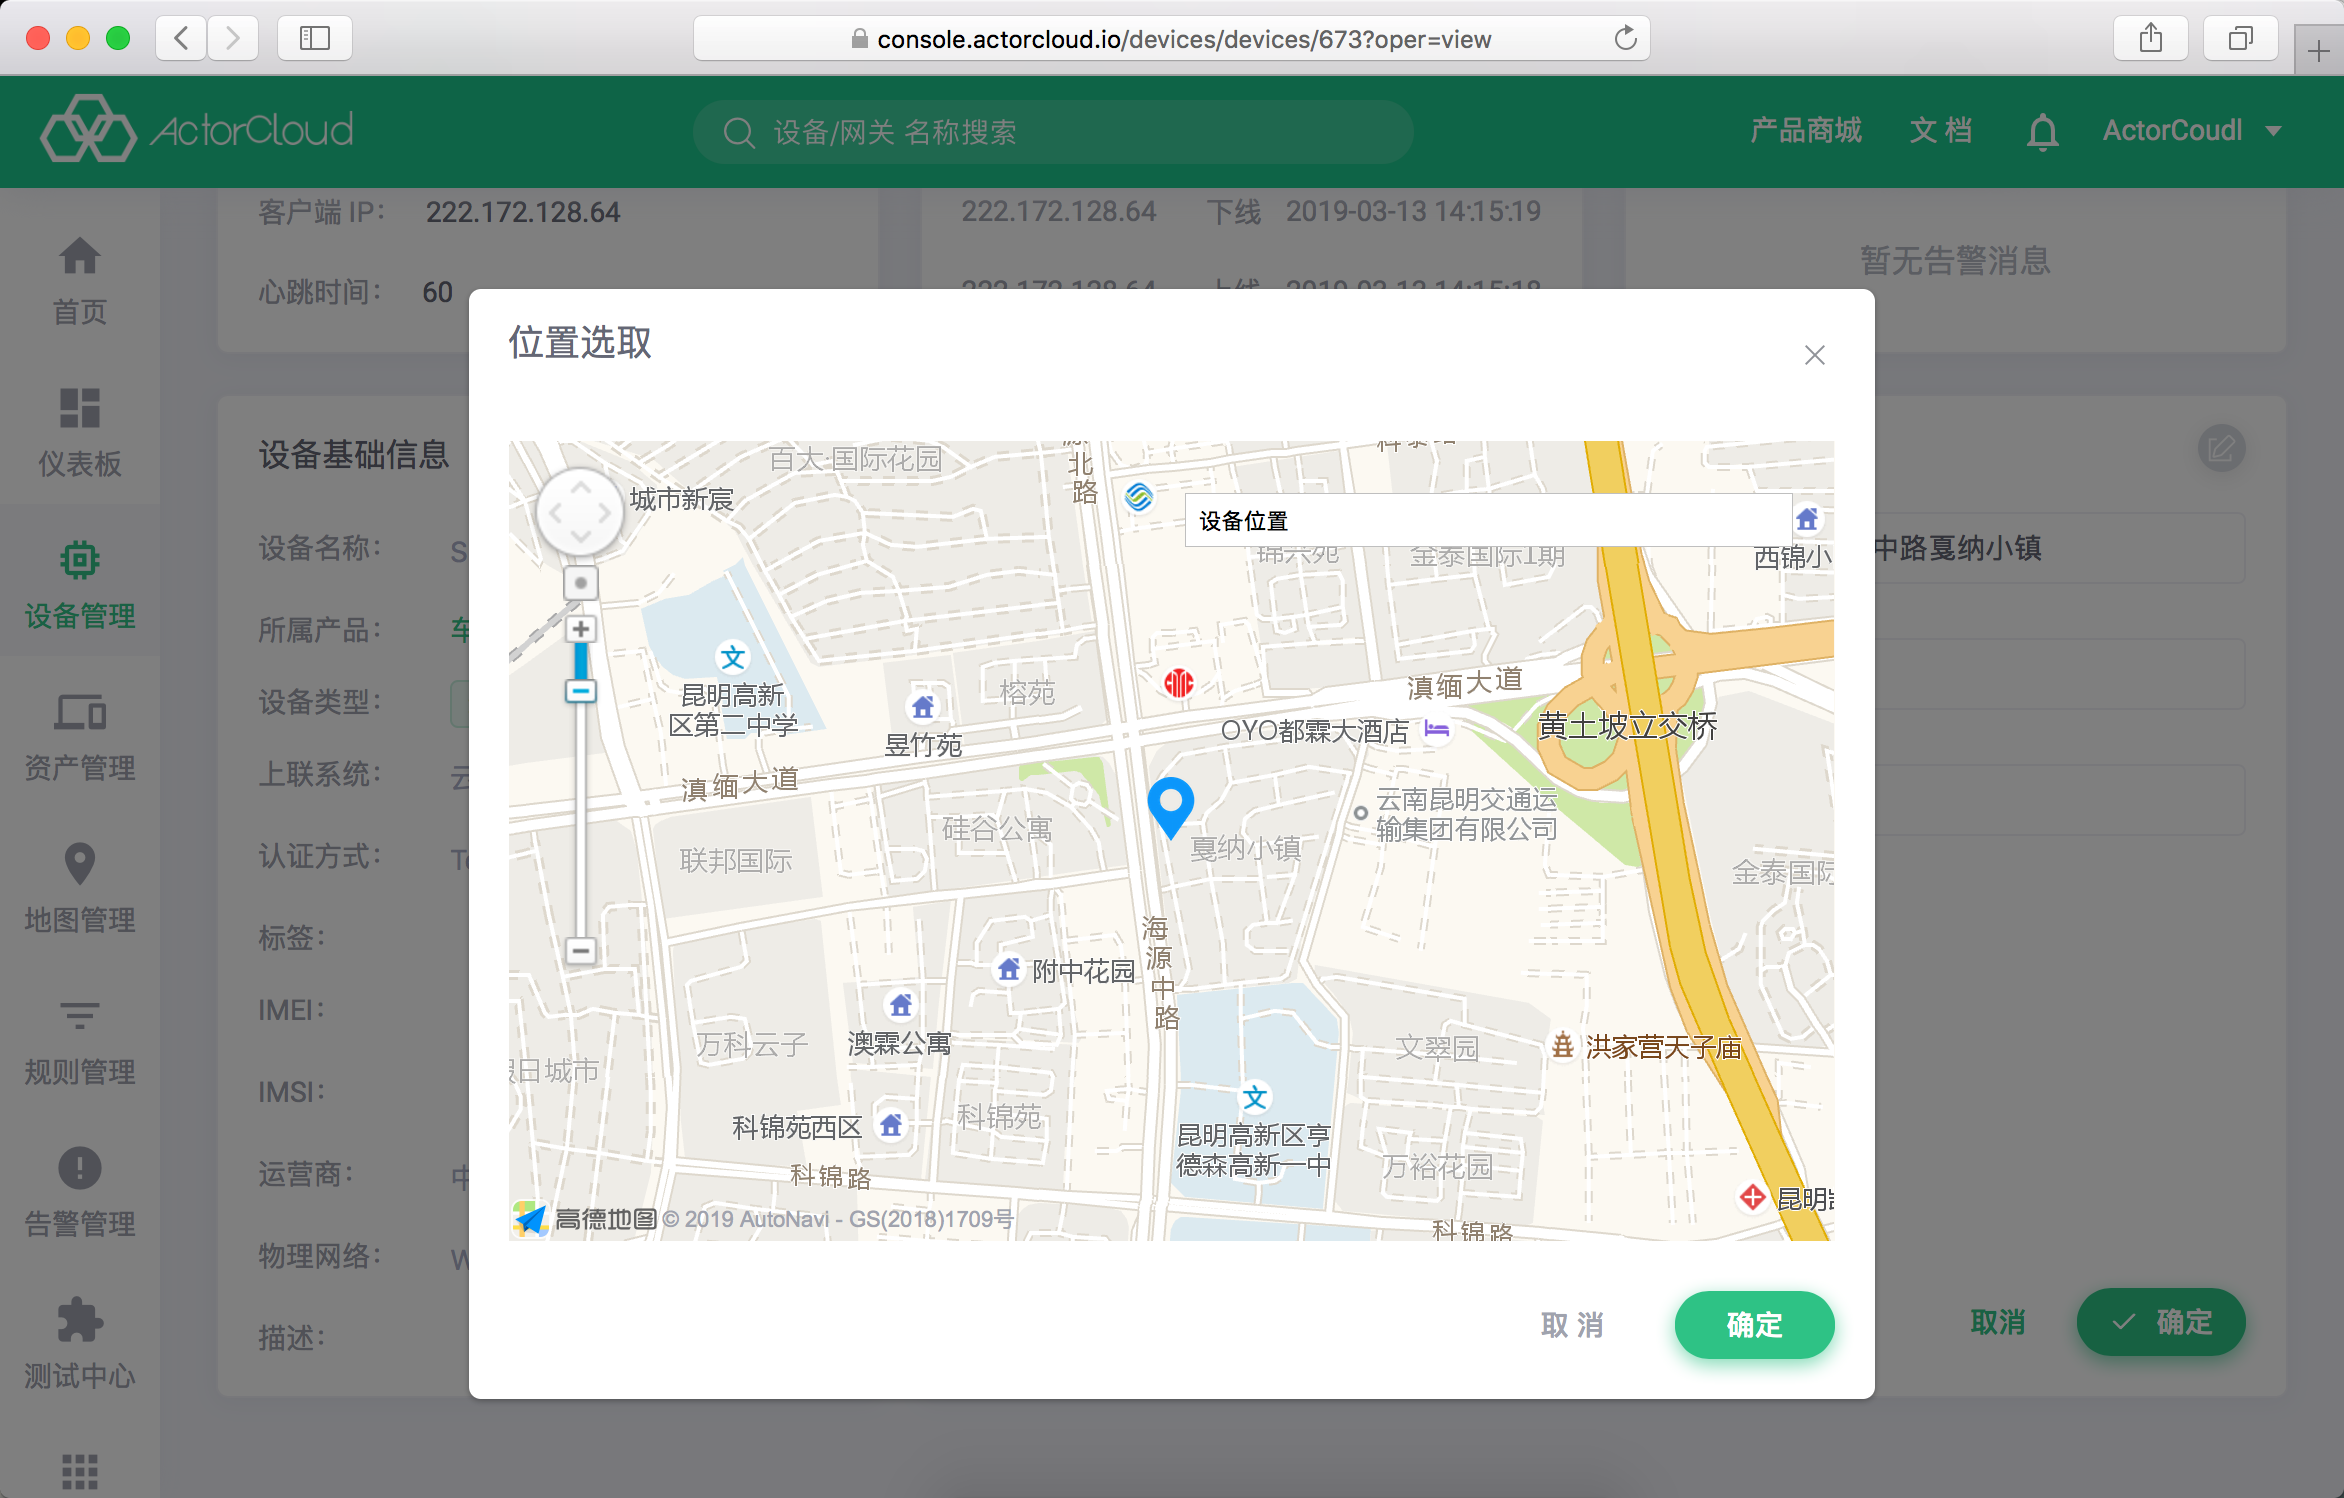 console.actorcloud.io/devices/devices/673?oper=view
ActorCloud
设备/网关 名称搜索
产品商城
文 档
ActorCoudl
首页
仪表板
设备管理
资产管理
地图管理
规则管理
告警管理
测试中心
客户端 IP：
222.172.128.64
心跳时间：
60
222.172.128.64 下线 2019-03-13 14:15:19
暂无告警消息
设备基础信息
设备名称：
所属产品：
设备类型：
上联系统：
认证方式：
标签：
IMEI：
IMSI：
运营商：
物理网络：
描述：
中路戛纳小镇
取消
确定
位置选取
设备位置
百大·国际花园
城市新宸
北
路
锦兴苑
金泰国际1期
西锦小
昆明高新
区第二中学
昱竹苑
榕苑
滇缅大道
OYO都霖大酒店
黄土坡立交桥
滇缅大道
硅谷公寓
联邦国际
戛纳小镇
云南昆明交通运
输集团有限公司
金泰国际
海
源
中
路
附中花园
澳霖公寓
万科云子
日城市
文翠园
洪家营天子庙
科锦苑西区
科锦苑
昆明高新区亨
德森高新一中
万裕花园
科锦路
科锦路
昆明
高德地图 © 2019 AutoNavi - GS(2018)1709号
取 消
确定